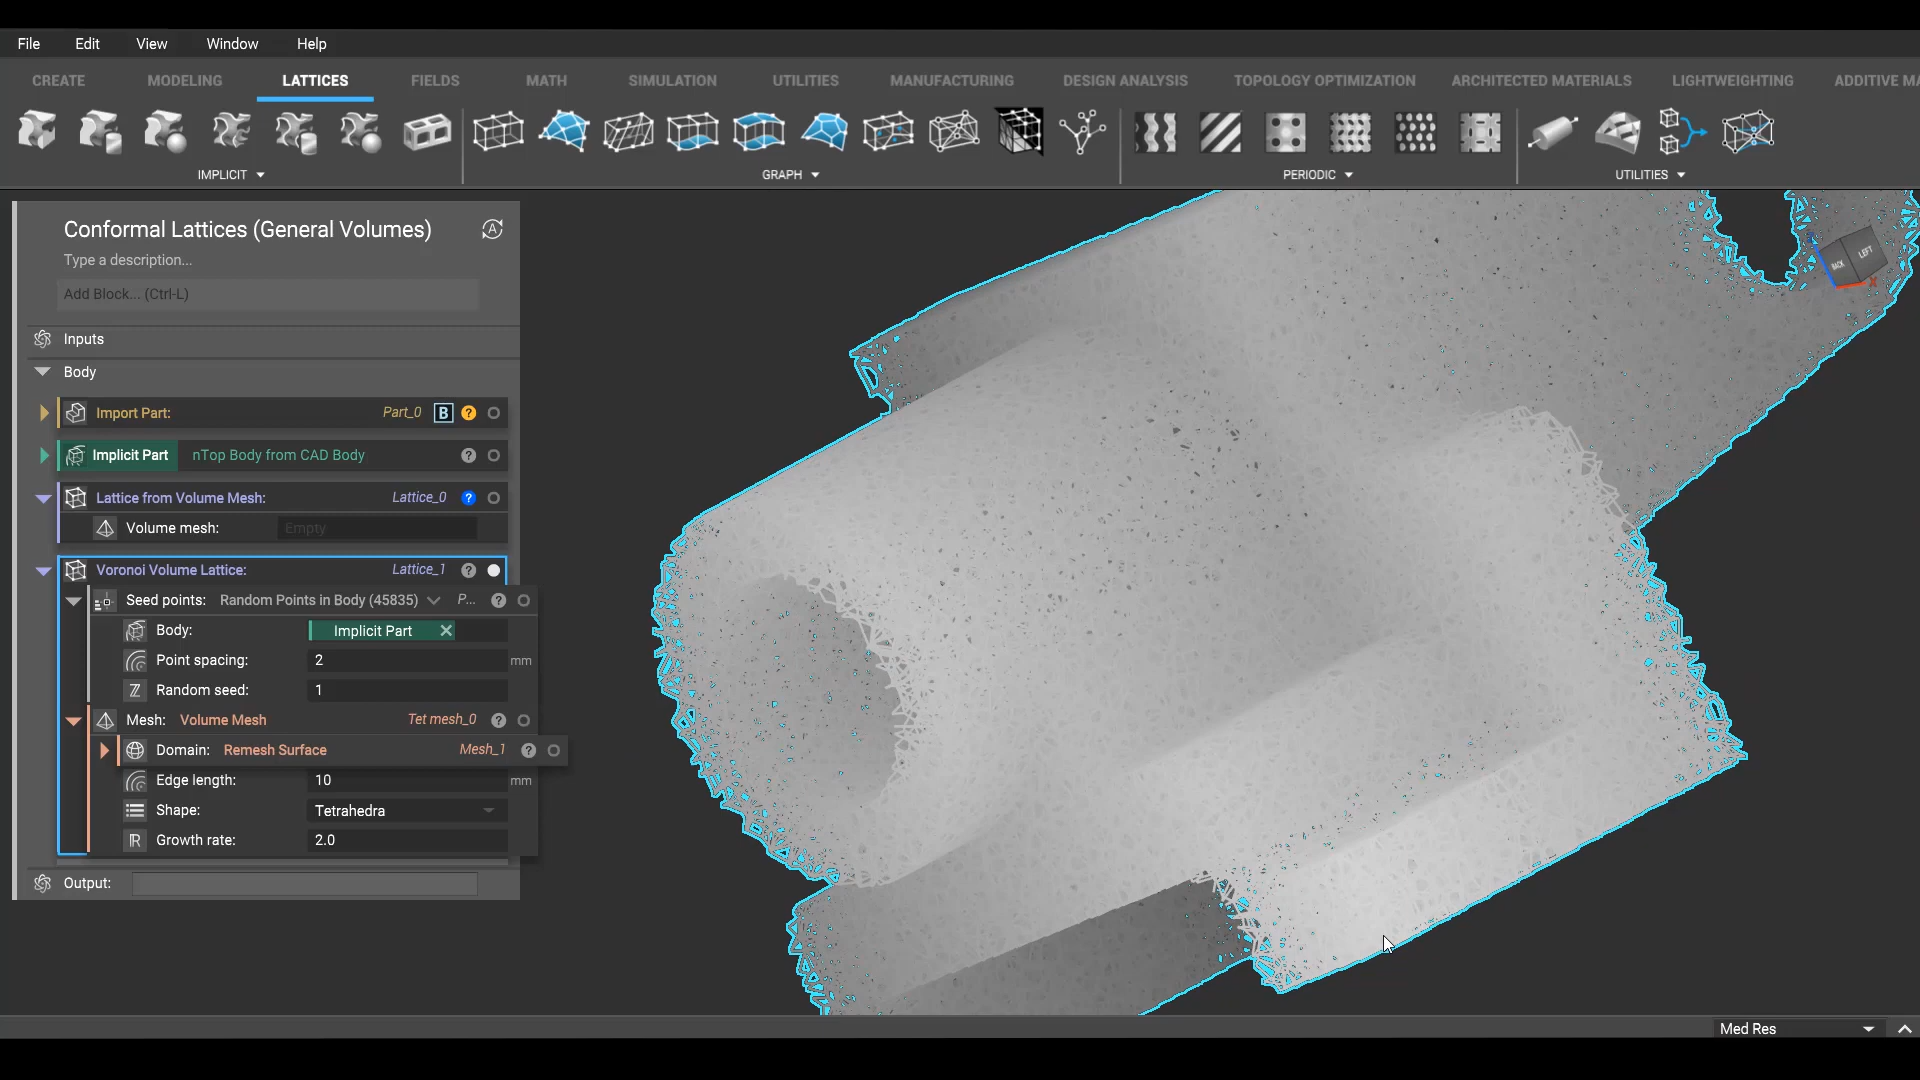 File Edit View Window Help
CREATE MODELING LATTICES FIELDS MATH SIMULATION UTILITIES MANUFACTURING DESIGN ANALYSIS TOPOLOGY OPTIMIZATION ARCHITECTED MATERIALS LIGHTWEIGHTING ADDITIVE MA
IMPLICIT GRAPH PERIODIC UTILITIES
Conformal Lattices (General Volumes)
Type a description...
Add Block... (Ctrl-L)
Inputs
Body
Import Part: Part_0 B ?
Implicit Part nTop Body from CAD Body ?
Lattice from Volume Mesh: Lattice_0 ?
Volume mesh: Empty
Voronoi Volume Lattice: Lattice_1 ?
Seed points: Random Points in Body (45835) P... ?
Body: Implicit Part
Point spacing: 2 mm
Random seed: 1
Mesh: Volume Mesh Tet mesh_0 ?
Domain: Remesh Surface Mesh_1 ?
Edge length: 10 mm
Shape: Tetrahedra
Growth rate: 2.0
Output:
BACK LEFT
X
Med Res